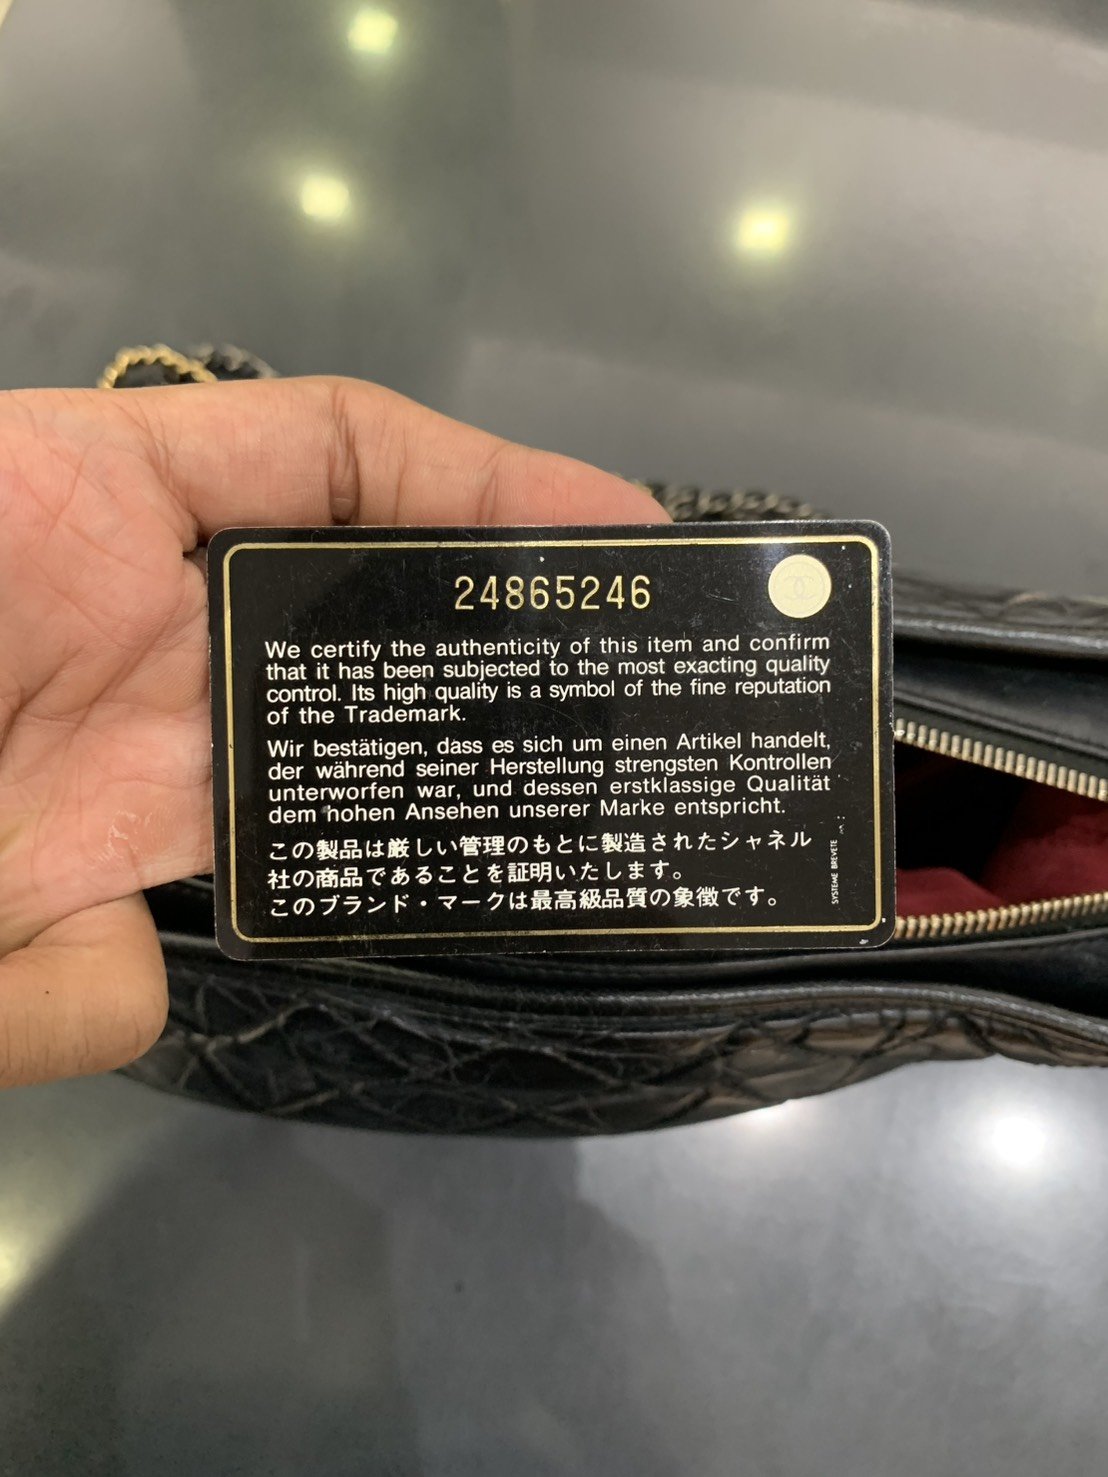 24865246
We certify the authenticity of this item and confirm
that it has been subjected to the most exacting quality
control. Its high quality is a symbol of the fine reputation
of the Trademark.
Wir bestätigen, dass es sich um einen Artikel handelt,
der während seiner Herstellung strengsten Kontrollen
unterworfen war, und dessen erstklassige Qualität
dem hohen Ansehen unserer Marke entspricht.
この製品は厳しい管理のもとに製造されたシャネル
社の商品であることを証明いたします。
このブランド・マークは最高級品質の象徴です。
SYSTEME BREVETE